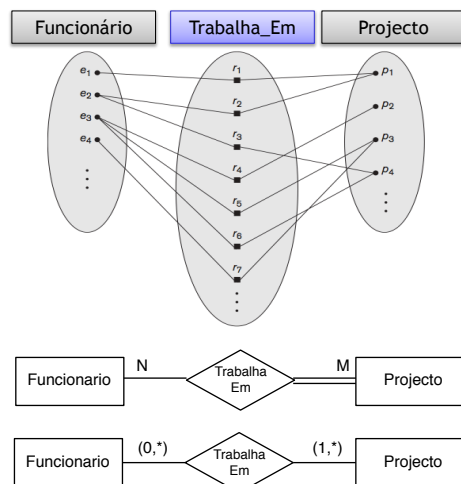 Funcionário Trabalha_Em Projecto
e1 r1 p1
e2 r2 p2
e3 r3 p3
e4 r4 p4
r5
r6
r7
N M
Funcionario Trabalha Em Projecto
(0,*) (1,*)
Funcionario Trabalha Em Projecto